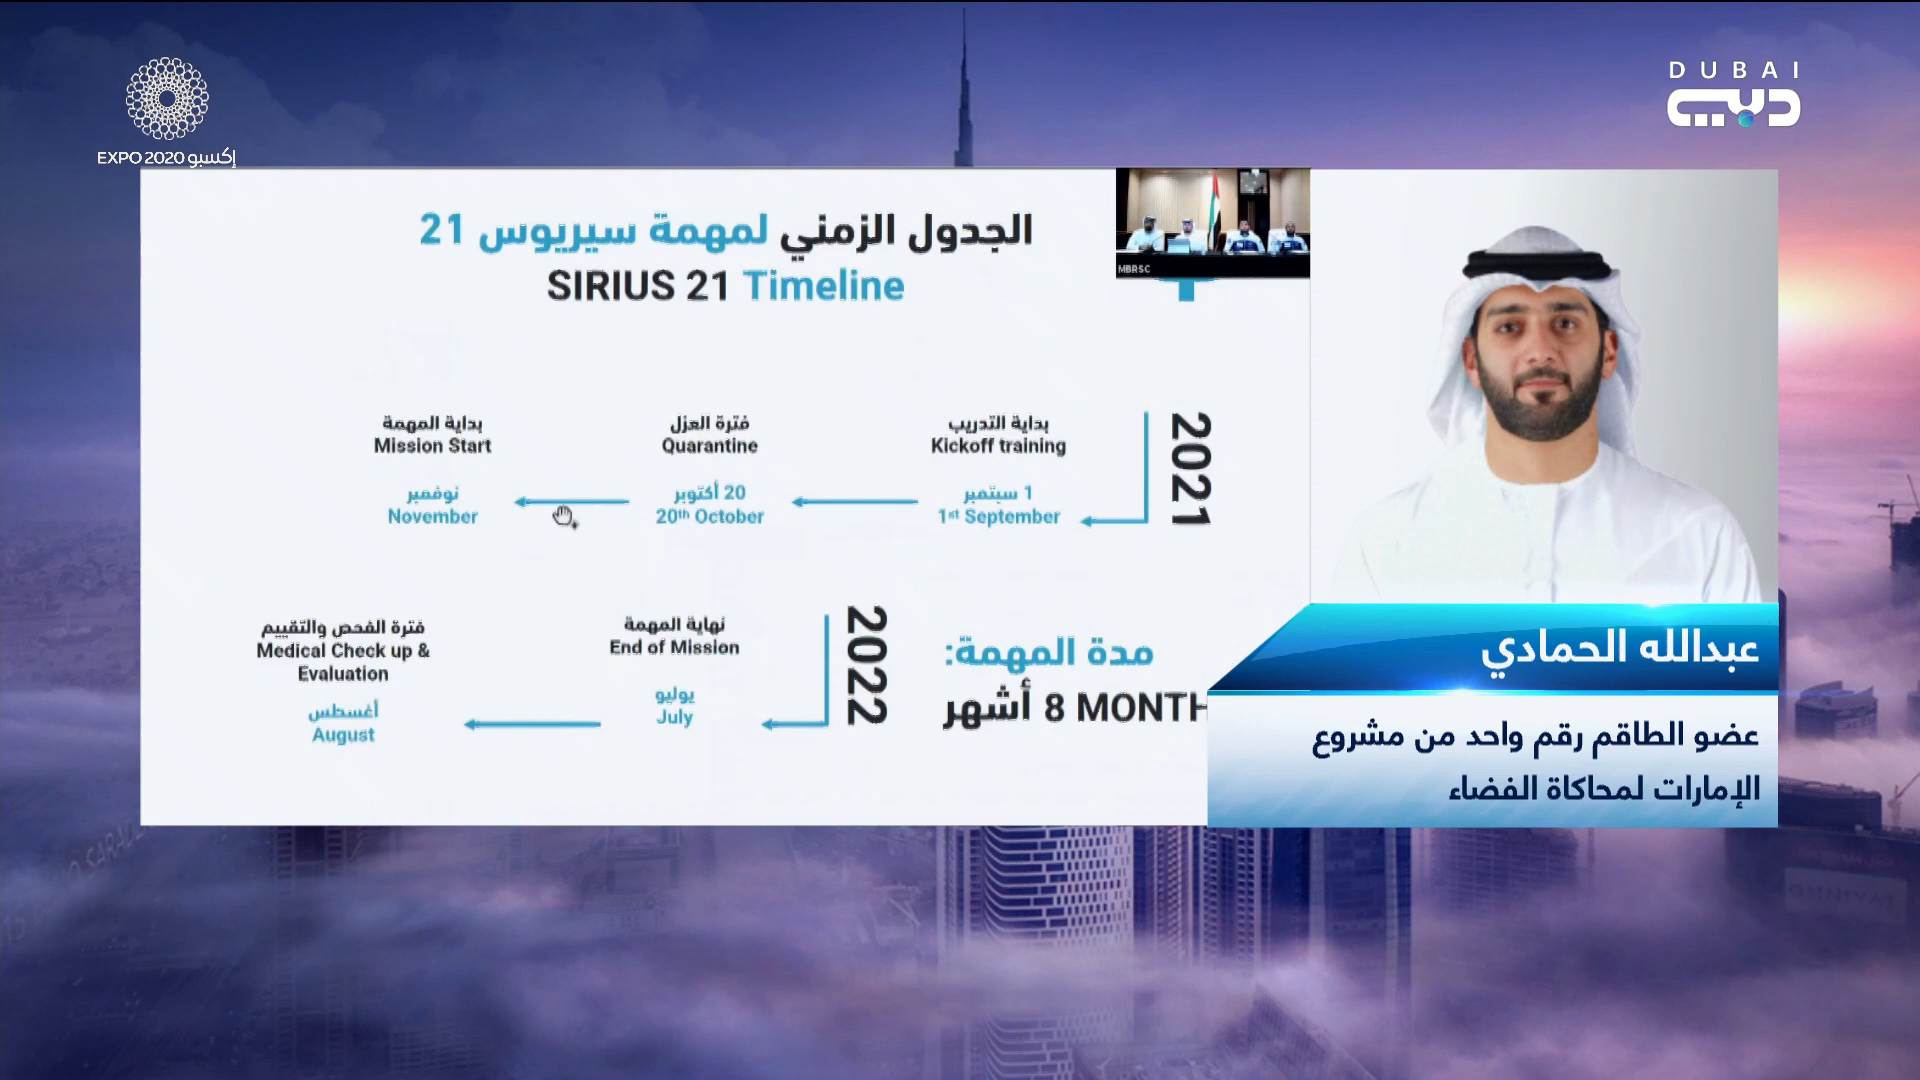 DUBAI
دبي
EXPO 2020 إكسبو
الجدول الزمني لمهمة سيريوس 21
SIRIUS 21 Timeline
MBRSC
2021
بداية التدريب
Kickoff training
1 سبتمبر
1st September
فترة العزل
Quarantine
20 أكتوبر
20th October
بداية المهمة
Mission Start
نوفمبر
November
مدة المهمة:
8 MONTH أشهر
2022
نهاية المهمة
End of Mission
يوليو
July
فترة الفحص والتقييم
Medical Check up &
Evaluation
أغسطس
August
عبدالله الحمادي
عضو الطاقم رقم واحد من مشروع
الإمارات لمحاكاة الفضاء